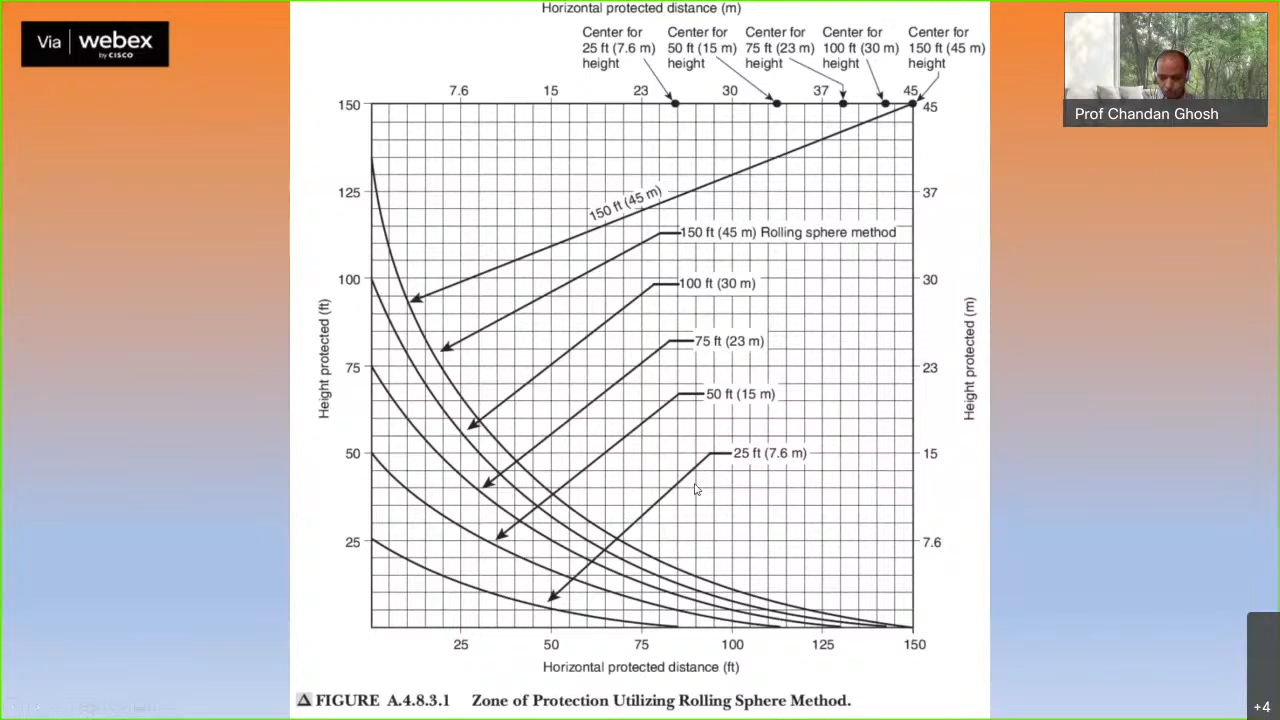 Via webex
by CISCO
Horizontal protected distance (m)
Center for 25 ft (7.6 m) height
Center for 50 ft (15 m) height
Center for 75 ft (23 m) height
Center for 100 ft (30 m) height
Center for 150 ft (45 m) height
7.6 15 23 30 37 45
150 45
125 37
100 30
75 23
50 15
25 7.6
150 ft (45 m)
150 ft (45 m) Rolling sphere method
100 ft (30 m)
75 ft (23 m)
50 ft (15 m)
25 ft (7.6 m)
Height protected (ft)
Height protected (m)
25 50 75 100 125 150
Horizontal protected distance (ft)
Δ FIGURE A.4.8.3.1 Zone of Protection Utilizing Rolling Sphere Method.
Prof Chandan Ghosh
+4